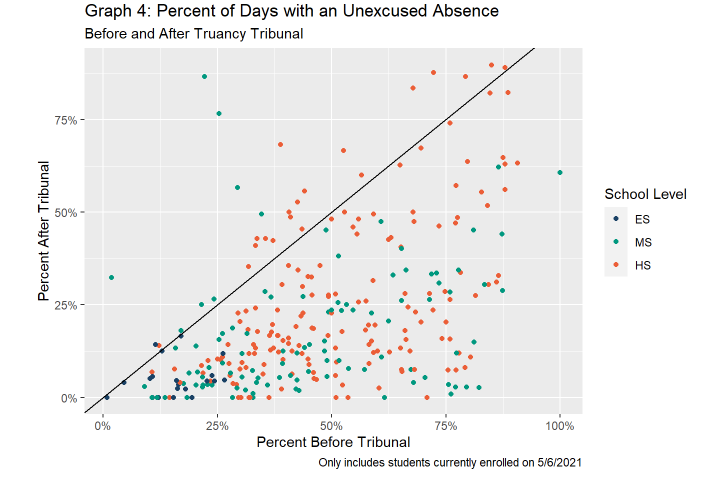 Graph 4: Percent of Days with an Unexcused Absence
Before and After Truancy Tribunal
75%
50%
25%
0%
Percent After Tribunal
0%
25%
50%
75%
100%
Percent Before Tribunal
School Level
ES
MS
HS
Only includes students currently enrolled on 5/6/2021